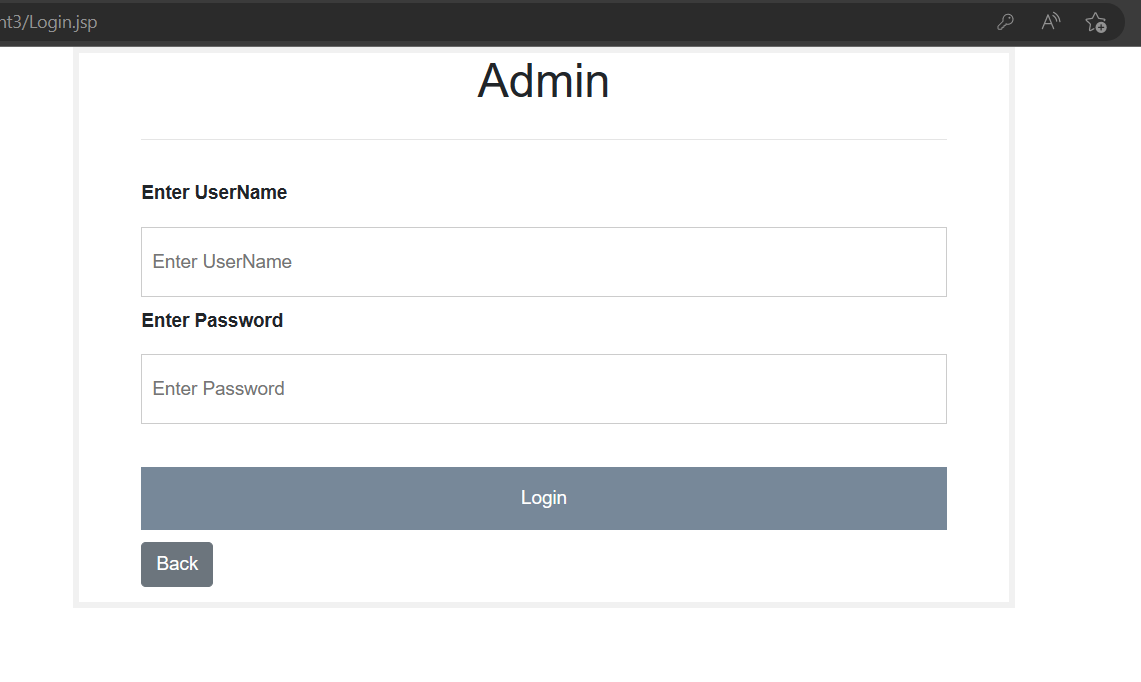 nt3/Login.jsp
Admin
Enter UserName
Enter UserName
Enter Password
Enter Password
Login
Back